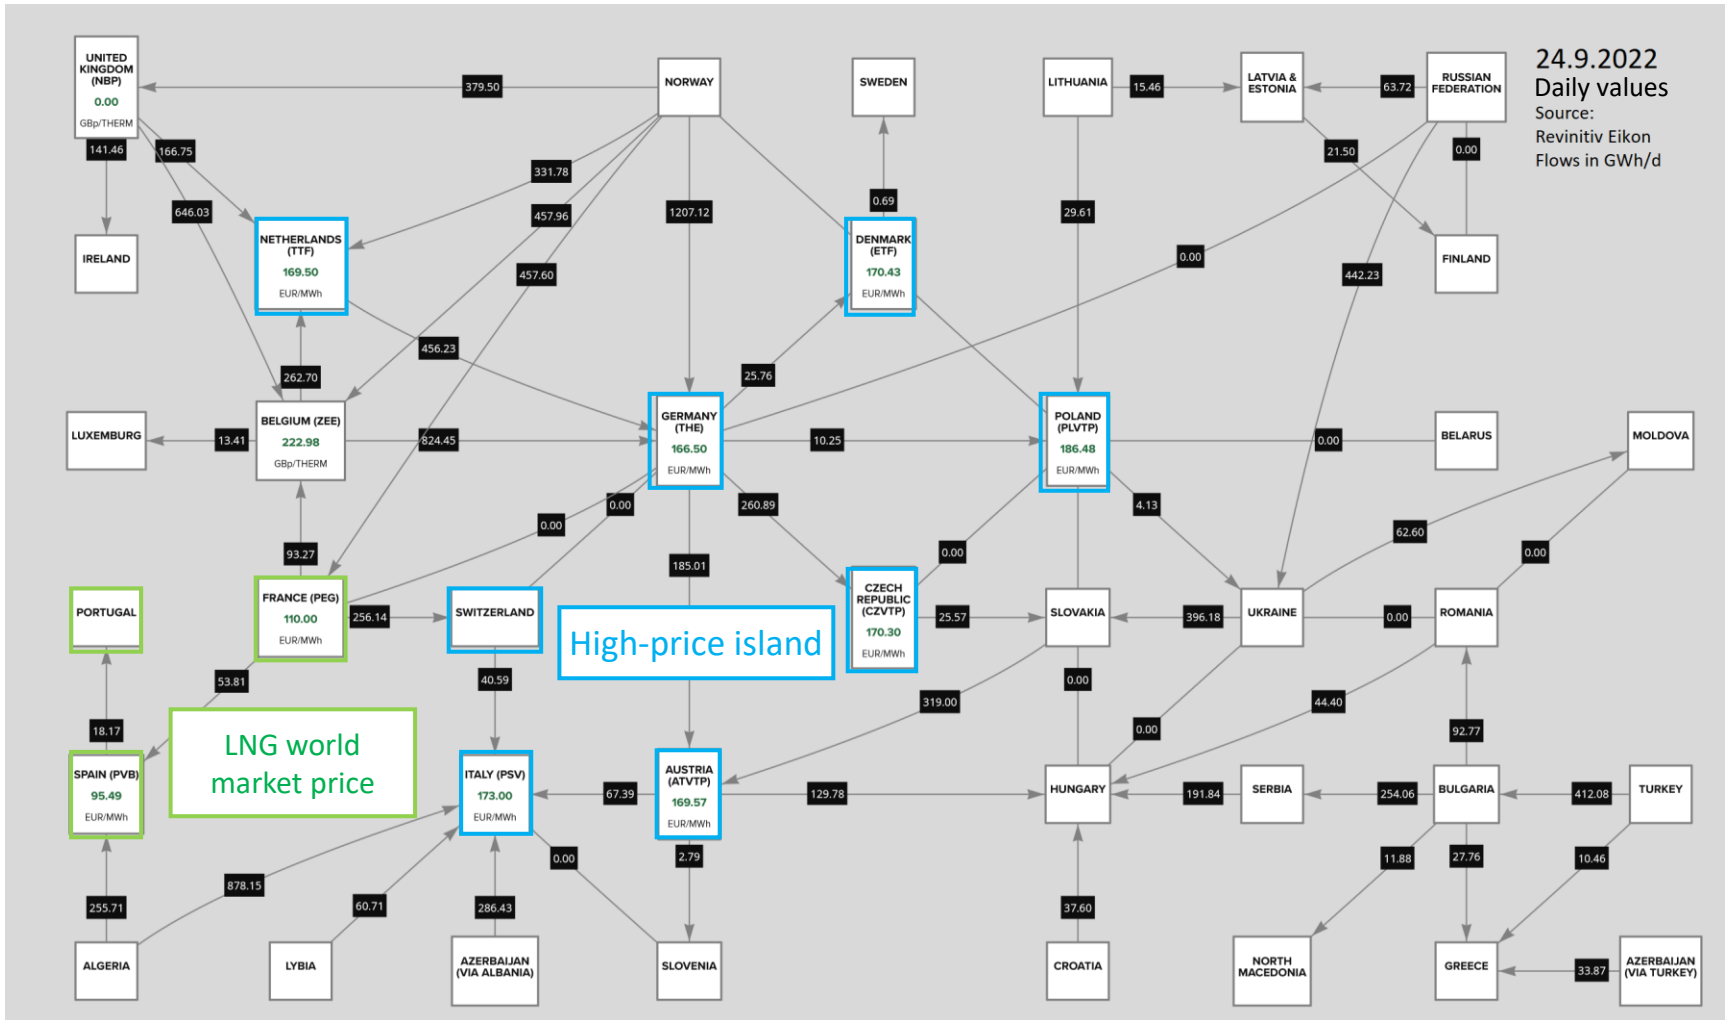 24.9.2022
Daily values
Source:
Revinitiv Eikon
Flows in GWh/d
UNITED
KINGDOM
(NBP)
0.00
GBp/THERM
379.50
NORWAY
SWEDEN
LITHUANIA
15.46
LATVIA &
ESTONIA
63.72
RUSSIAN
FEDERATION
141.46
166.75
331.78
21.50
0.00
646.03
457.96
1207.12
0.69
29.61
IRELAND
NETHERLANDS
(TTF)
169.50
EUR/MWh
457.60
DENMARK
(ETF)
170.43
EUR/MWh
0.00
442.23
FINLAND
262.70
456.23
25.76
LUXEMBURG
13.41
BELGIUM (ZEE)
222.98
GBp/THERM
824.45
GERMANY
(THE)
166.50
EUR/MWh
10.25
POLAND
(PLVTP)
186.48
EUR/MWh
0.00
BELARUS
MOLDOVA
93.27
0.00
0.00
185.01
260.89
0.00
4.13
62.60
0.00
PORTUGAL
FRANCE (PEG)
110.00
EUR/MWh
256.14
SWITZERLAND
High-price island
CZECH
REPUBLIC
(CZVTP)
170.30
EUR/MWh
25.57
SLOVAKIA
396.18
UKRAINE
0.00
ROMANIA
53.81
40.59
319.00
0.00
0.00
44.40
92.77
18.17
LNG world
market price
SPAIN (PVB)
95.49
EUR/MWh
ITALY (PSV)
173.00
EUR/MWh
67.39
AUSTRIA
(ATVTP)
169.57
EUR/MWh
129.78
HUNGARY
191.84
SERBIA
254.06
BULGARIA
412.08
TURKEY
255.71
878.15
60.71
286.43
0.00
2.79
37.60
11.88
27.76
10.46
ALGERIA
LYBIA
AZERBAIJAN
(VIA ALBANIA)
SLOVENIA
CROATIA
NORTH
MACEDONIA
GREECE
33.87
AZERBAIJAN
(VIA TURKEY)